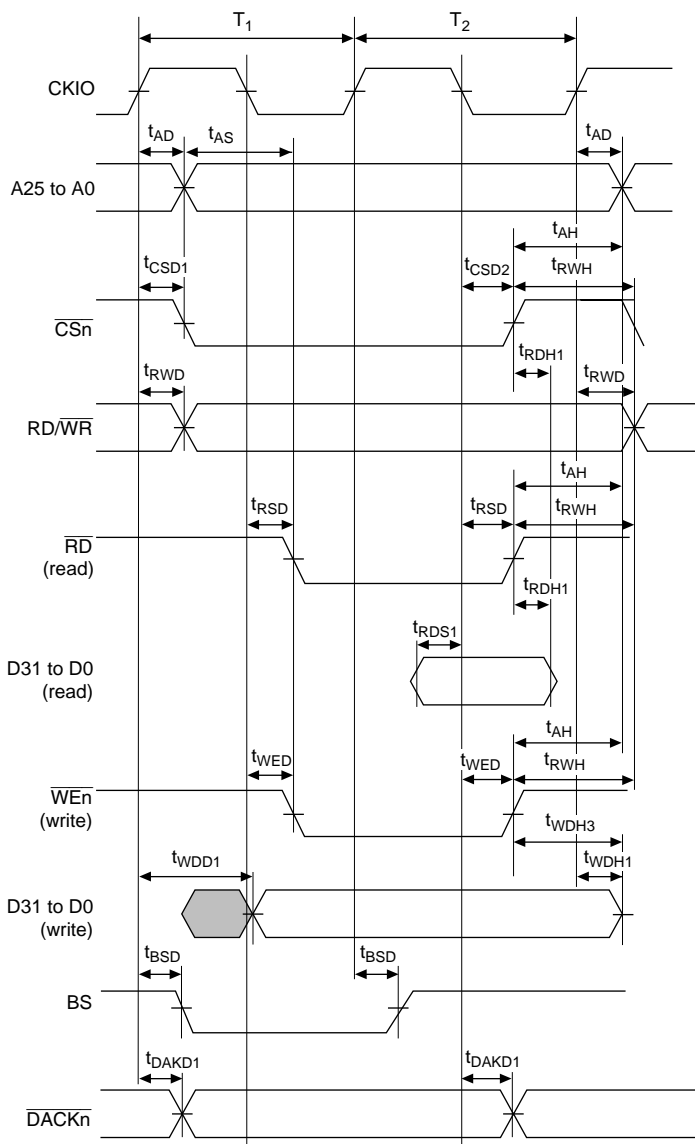 T1 T2
CKIO
tAD tAS tAD
A25 to A0
tAH
tCSD1 tCSD2 tRWH
CSn
tRDH1
tRWD tRWD
RD/WR
tAH
tRSD tRSD tRWH
RD
(read)
tRDH1
tRDS1
D31 to D0
(read)
tAH
tWED tWED tRWH
WEn
(write)
tWDH3
tWDD1 tWDH1
D31 to D0
(write)
tBSD tBSD
BS
tDAKD1 tDAKD1
DACKn